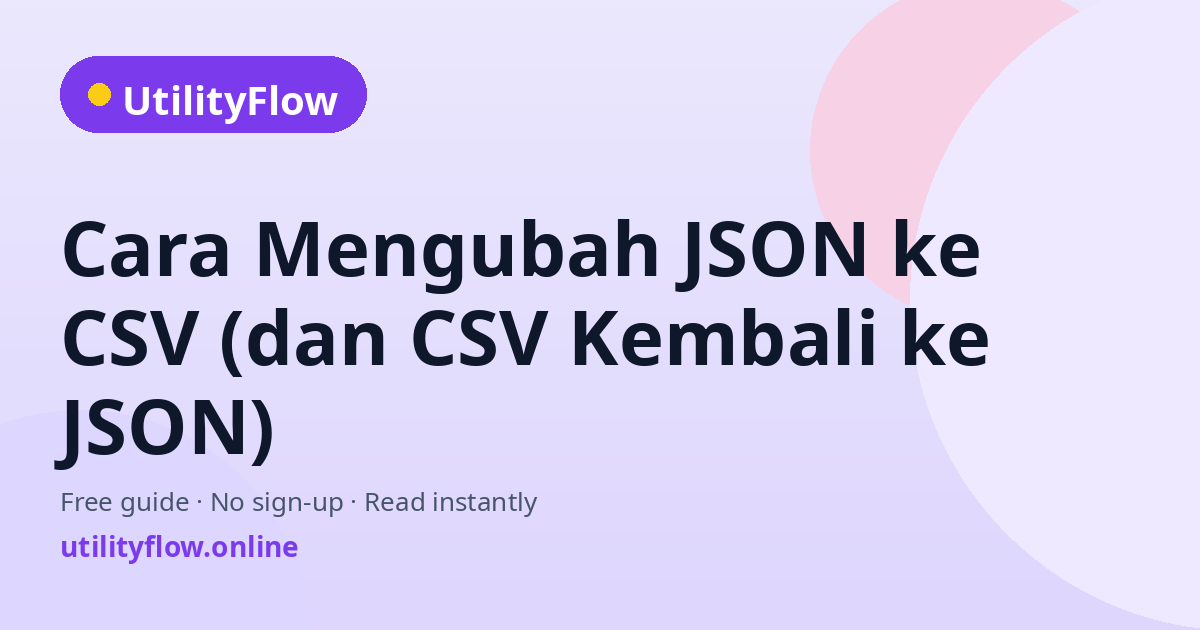 UtilityFlow
Cara Mengubah JSON ke
CSV (dan CSV Kembali ke
JSON)
Free guide · No sign-up · Read instantly
utilityflow.online